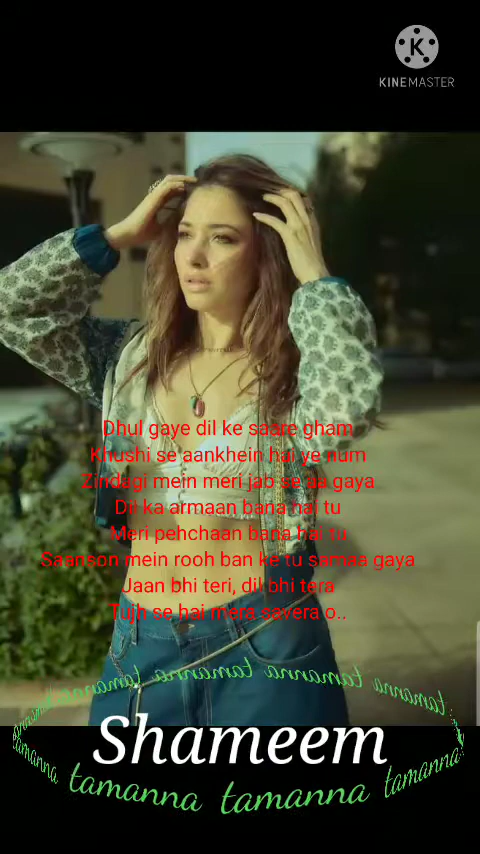 KINEMASTER
Dhul gaye dil ke saare gham
Khushi se aankhein hai ye num
Zindagi mein meri jab se aa gaya
Dil ka armaan bana hai tu
Meri pehchaan bana hai tu
Saanson mein rooh ban ke tu samaa gaya
Jaan bhi teri, dil bhi tera
Tujh se hai mera savera o..
tamanna tamanna tamanna tamanna tamanna
Shameem
tamanna tamanna tamanna tamanna